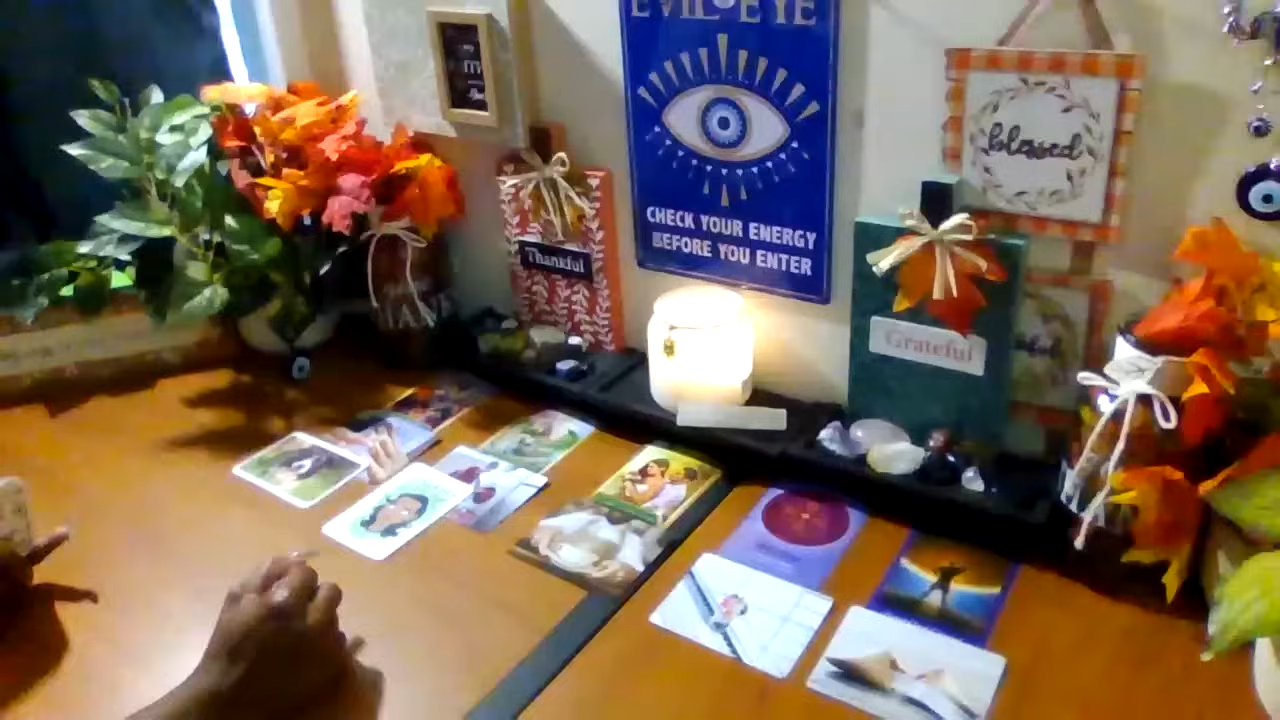 EVIL EYE
CHECK YOUR ENERGY
BEFORE YOU ENTER
Thankful
blessed
Grateful